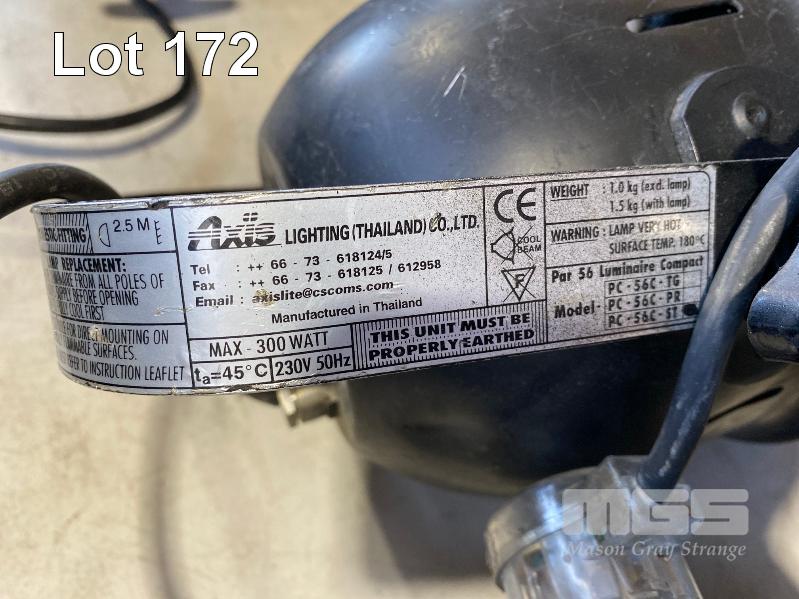 Lot 172
2.5 M
REPLACEMENT:
FROM ALL POLES OF
BEFORE OPENING
COOL FIRST
FOR DIRECT MOUNTING ON
SURFACES.
REFER TO INSTRUCTION LEAFLET
Axis LIGHTING (THAILAND) CO.,LTD.
Tel : ++ 66 - 73 - 618124/5
Fax : ++ 66 - 73 - 618125 / 612958
Email : axislite@cscoms.com
Manufactured in Thailand
MAX - 300 WATT
ta=45°C 230V 50Hz
THIS UNIT MUST BE
PROPERLY EARTHED
CE
COOL
BEAM
F
WEIGHT : 1.0 kg (excl. lamp)
1.5 kg (with lamp)
WARNING : LAMP VERY HOT
SURFACE TEMP. 180°C
Par 56 Luminaire Compact
Model- PC - 56C - TG
PC - 56C - PR
PC - 56C - ST
MGS
Mason Gray Strange